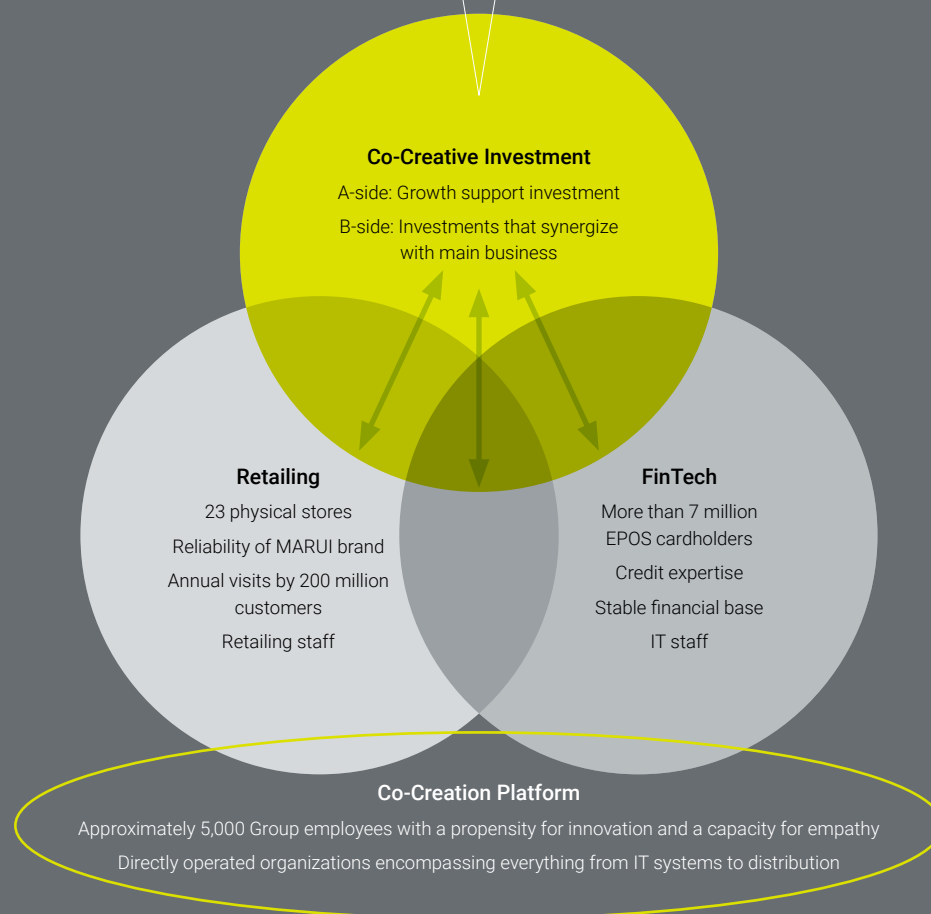 Co-Creative Investment
A-side: Growth support investment
B-side: Investments that synergize
with main business
Retailing
23 physical stores
Reliability of MARUI brand
Annual visits by 200 million
customers
Retailing staff
FinTech
More than 7 million
EPOS cardholders
Credit expertise
Stable financial base
IT staff
Co-Creation Platform
Approximately 5,000 Group employees with a propensity for innovation and a capacity for empathy
Directly operated organizations encompassing everything from IT systems to distribution